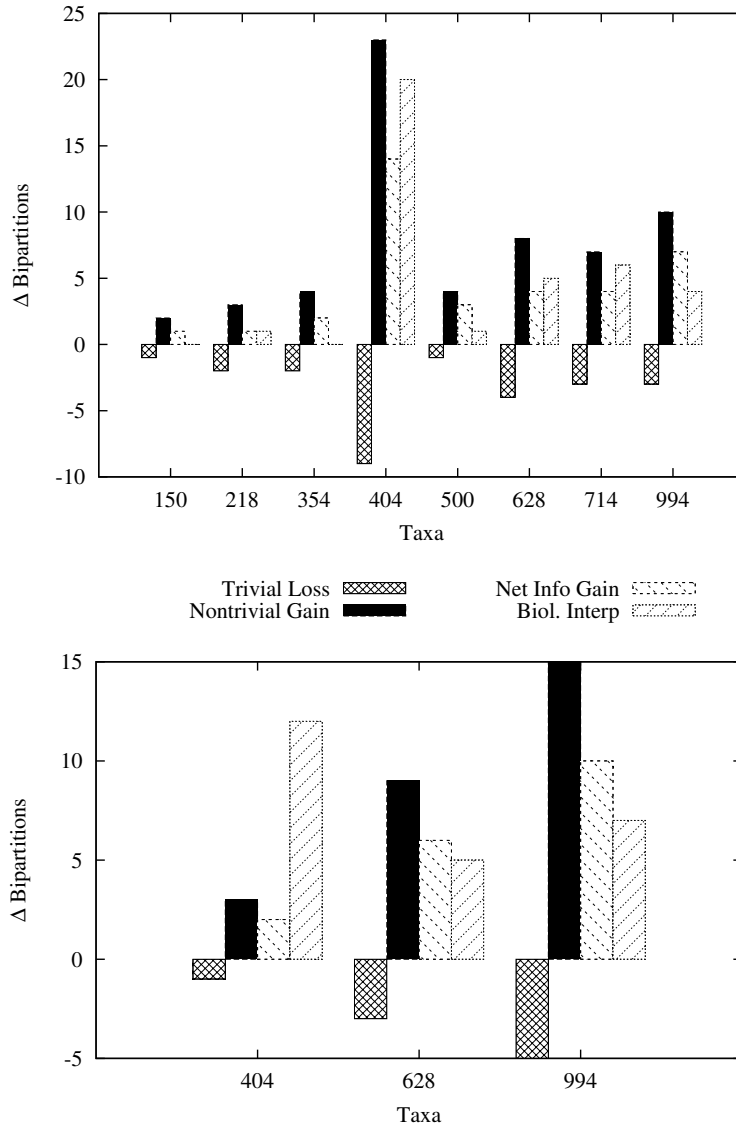 25
20
15
10
5
0
-5
-10
Δ Bipartitions
150 218 354 404 500 628 714 994
Taxa
Trivial Loss Net Info Gain
Nontrivial Gain Biol. Interp
15
10
5
0
-5
Δ Bipartitions
404 628 994
Taxa